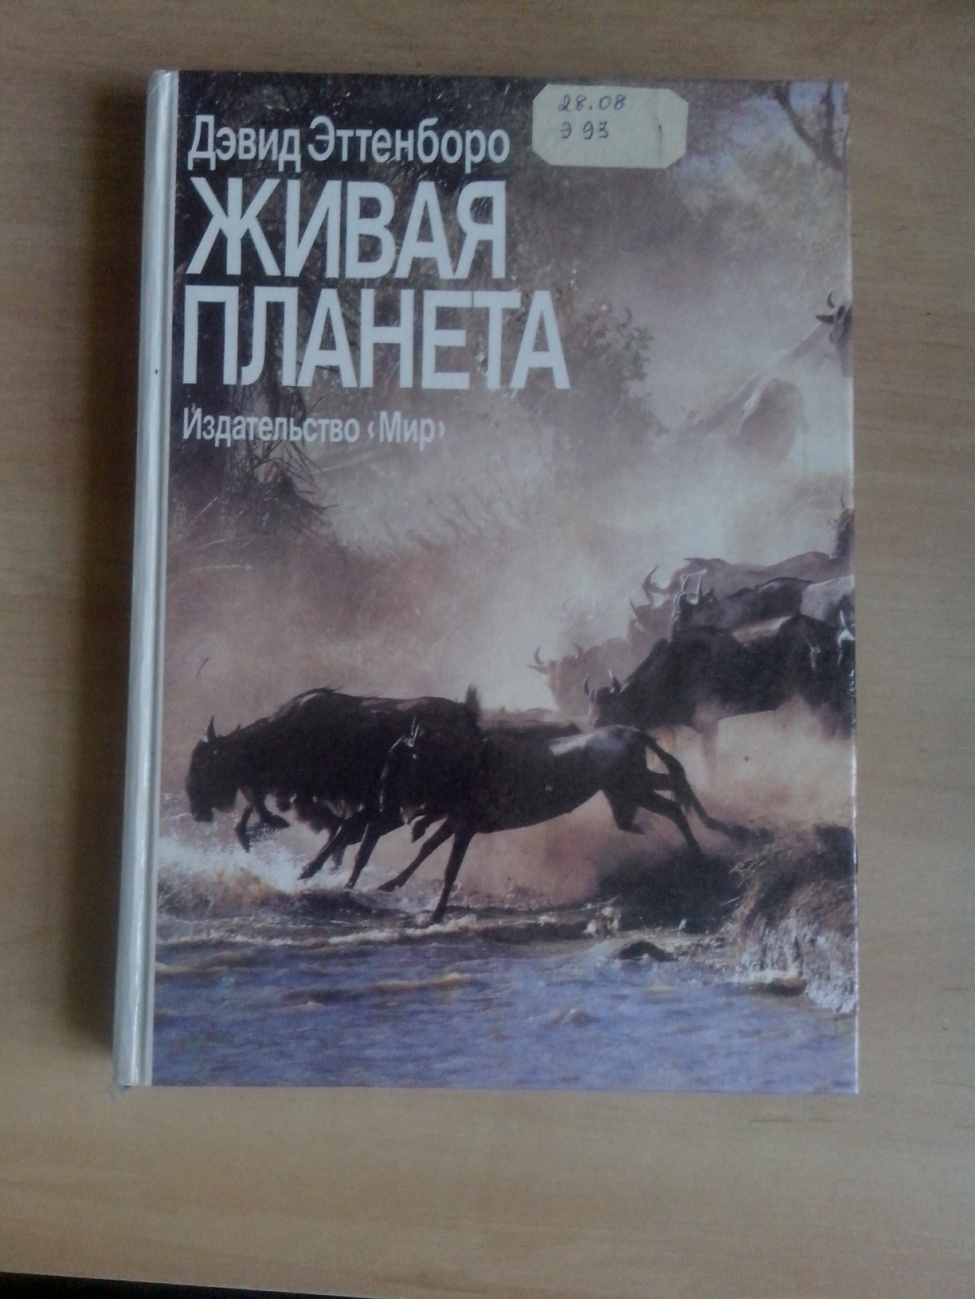 28.08
Э 93
Дэвид Эттенборо
ЖИВАЯ
ПЛАНЕТА
Издательство ‹Мир›